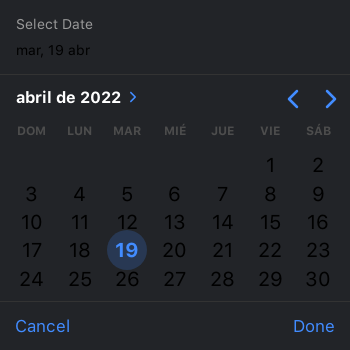 Select Date
mar, 19 abr
abril de 2022
DOM LUN MAR MIÉ JUE VIE SÁB
1 2
3 4 5 6 7 8 9
10 11 12 13 14 15 16
17 18 19 20 21 22 23
24 25 26 27 28 29 30
Cancel Done